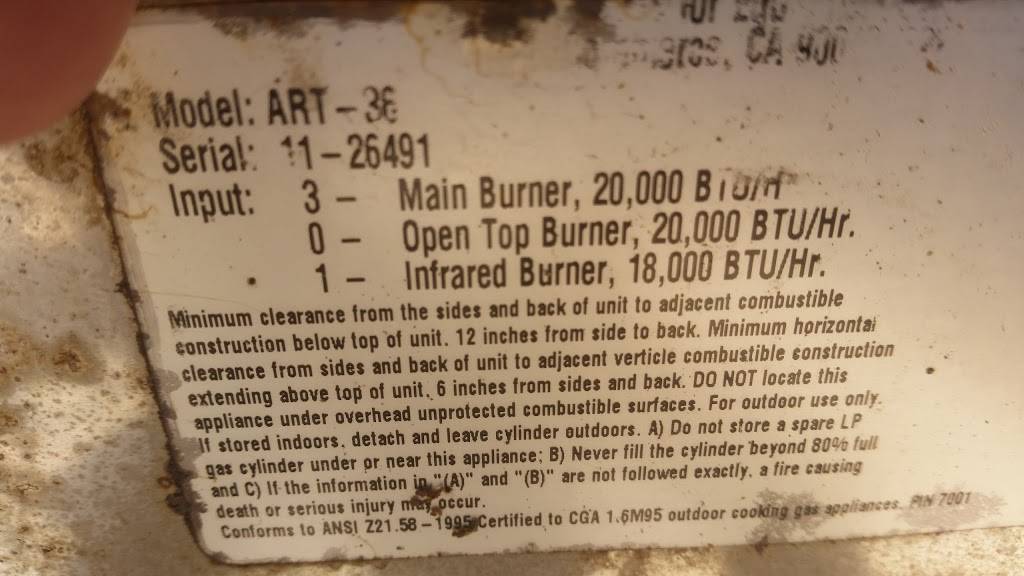 CA 900
Model: ART-36
Serial: 11-26491
Input: 3 - Main Burner, 20,000 BTU/H
0 - Open Top Burner, 20,000 BTU/Hr.
1 - Infrared Burner, 18,000 BTU/Hr.
Minimum clearance from the sides and back of unit to adjacent combustible
construction below top of unit. 12 inches from side to back. Minimum horizontal
clearance from sides and back of unit to adjacent verticle combustible construction
extending above top of unit. 6 inches from sides and back. DO NOT locate this
appliance under overhead unprotected combustible surfaces. For outdoor use only.
If stored indoors. detach and leave cylinder outdoors. A) Do not store a spare LP
gas cylinder under or near this appliance; B) Never fill the cylinder beyond 80% full
and C) If the information in "(A)" and "(B)" are not followed exactly. a fire causing
death or serious injury may occur.
Conforms to ANSI Z21.58-1995 Certified to CGA 1.6M95 outdoor cooking gas appliances. P/N 7001